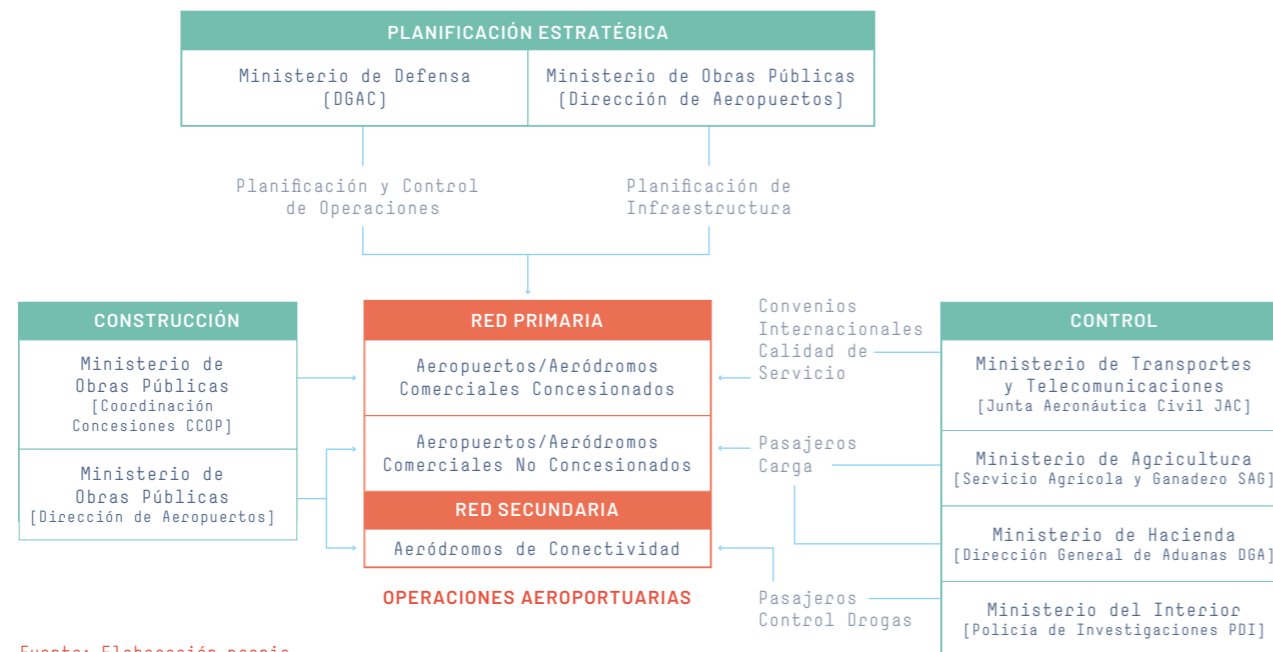 PLANIFICACIÓN ESTRATÉGICA
Ministerio de Defensa
[DGAC]
Ministerio de Obras Públicas
[Dirección de Aeropuertos]
Planificación y Control
de Operaciones
Planificación de
Infraestructura
CONSTRUCCIÓN
Ministerio de
Obras Públicas
[Coordinación
Concesiones CCOP]
Ministerio de
Obras Públicas
[Dirección de Aeropuertos]
RED PRIMARIA
Aeropuertos/Aeródromos
Comerciales Concesionados
Aeropuertos/Aeródromos
Comerciales No Concesionados
RED SECUNDARIA
Aeródromos de Conectividad
OPERACIONES AEROPORTUARIAS
Convenios
Internacionales
Calidad de
Servicio
Pasajeros
Carga
Pasajeros
Control Drogas
CONTROL
Ministerio de Transportes
y Telecomunicaciones
[Junta Aeronáutica Civil JAC]
Ministerio de Agricultura
[Servicio Agrícola y Ganadero SAG]
Ministerio de Hacienda
[Dirección General de Aduanas DGA]
Ministerio del Interior
[Policía de Investigaciones PDI]
Fuente: Elaboración propia